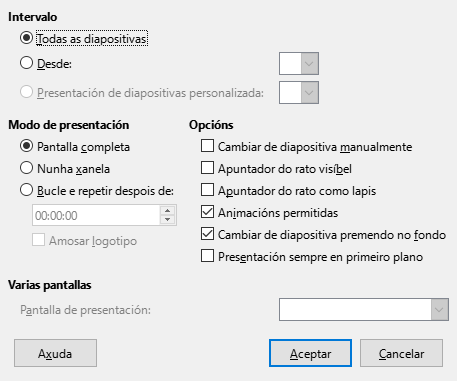 Intervalo
Todas as diapositivas
Desde:
Presentación de diapositivas personalizada:
Modo de presentación
Pantalla completa
Nunha xanela
Bucle e repetir despois de:
00:00:00
Amosar logotipo
Opcións
Cambiar de diapositiva manualmente
Apuntador do rato visíbel
Apuntador do rato como lapis
Animacións permitidas
Cambiar de diapositiva premendo no fondo
Presentación sempre en primeiro plano
Varias pantallas
Pantalla de presentación:
Axuda
Aceptar
Cancelar